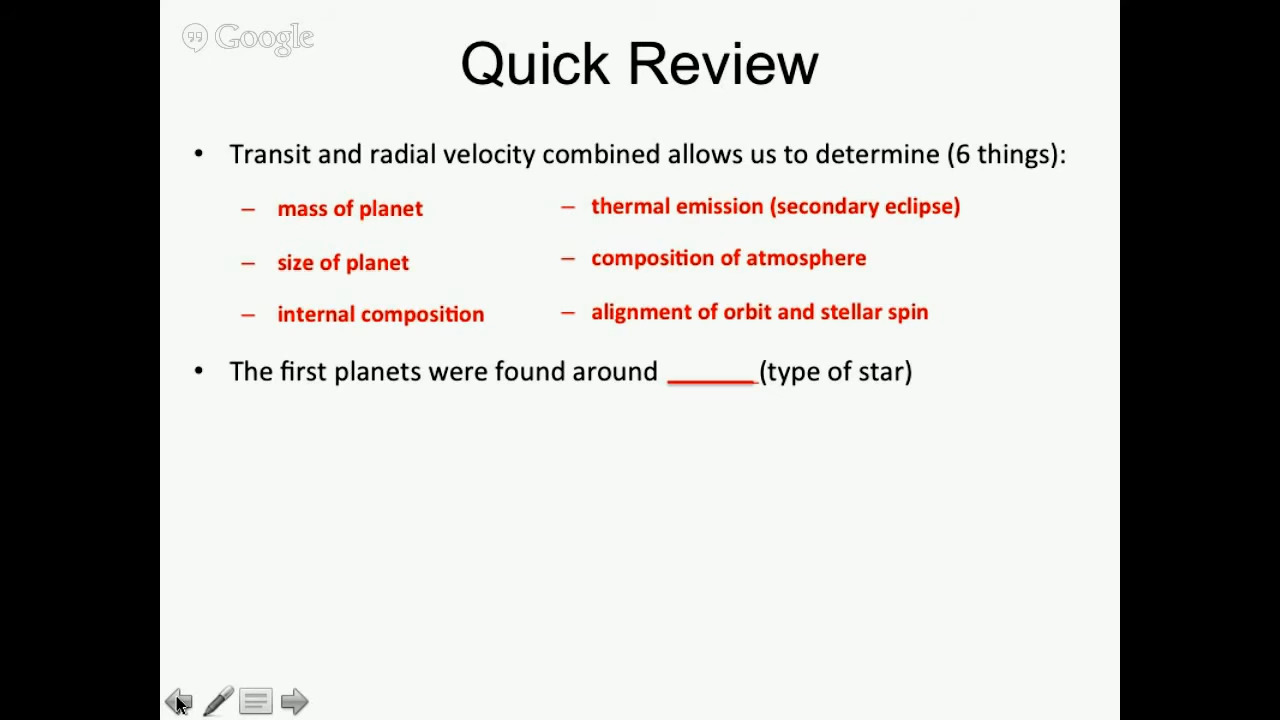 Google
Quick Review
• Transit and radial velocity combined allows us to determine (6 things):
– mass of planet
– size of planet
– internal composition
– thermal emission (secondary eclipse)
– composition of atmosphere
– alignment of orbit and stellar spin
• The first planets were found around ______ (type of star)